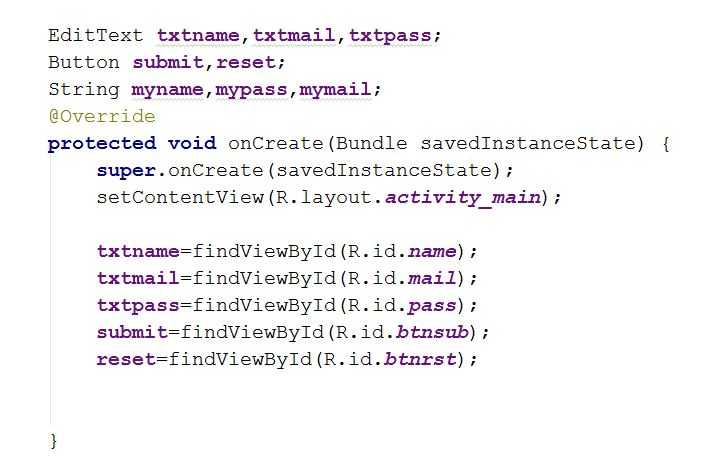 EditText txtname,txtmail,txtpass;
Button submit,reset;
String myname,mypass,mymail;
@Override
protected void onCreate(Bundle savedInstanceState) {
    super.onCreate(savedInstanceState);
    setContentView(R.layout.activity_main);
    txtname=findViewById(R.id.name);
    txtmail=findViewById(R.id.mail);
    txtpass=findViewById(R.id.pass);
    submit=findViewById(R.id.btnsub);
    reset=findViewById(R.id.btnrst);
}